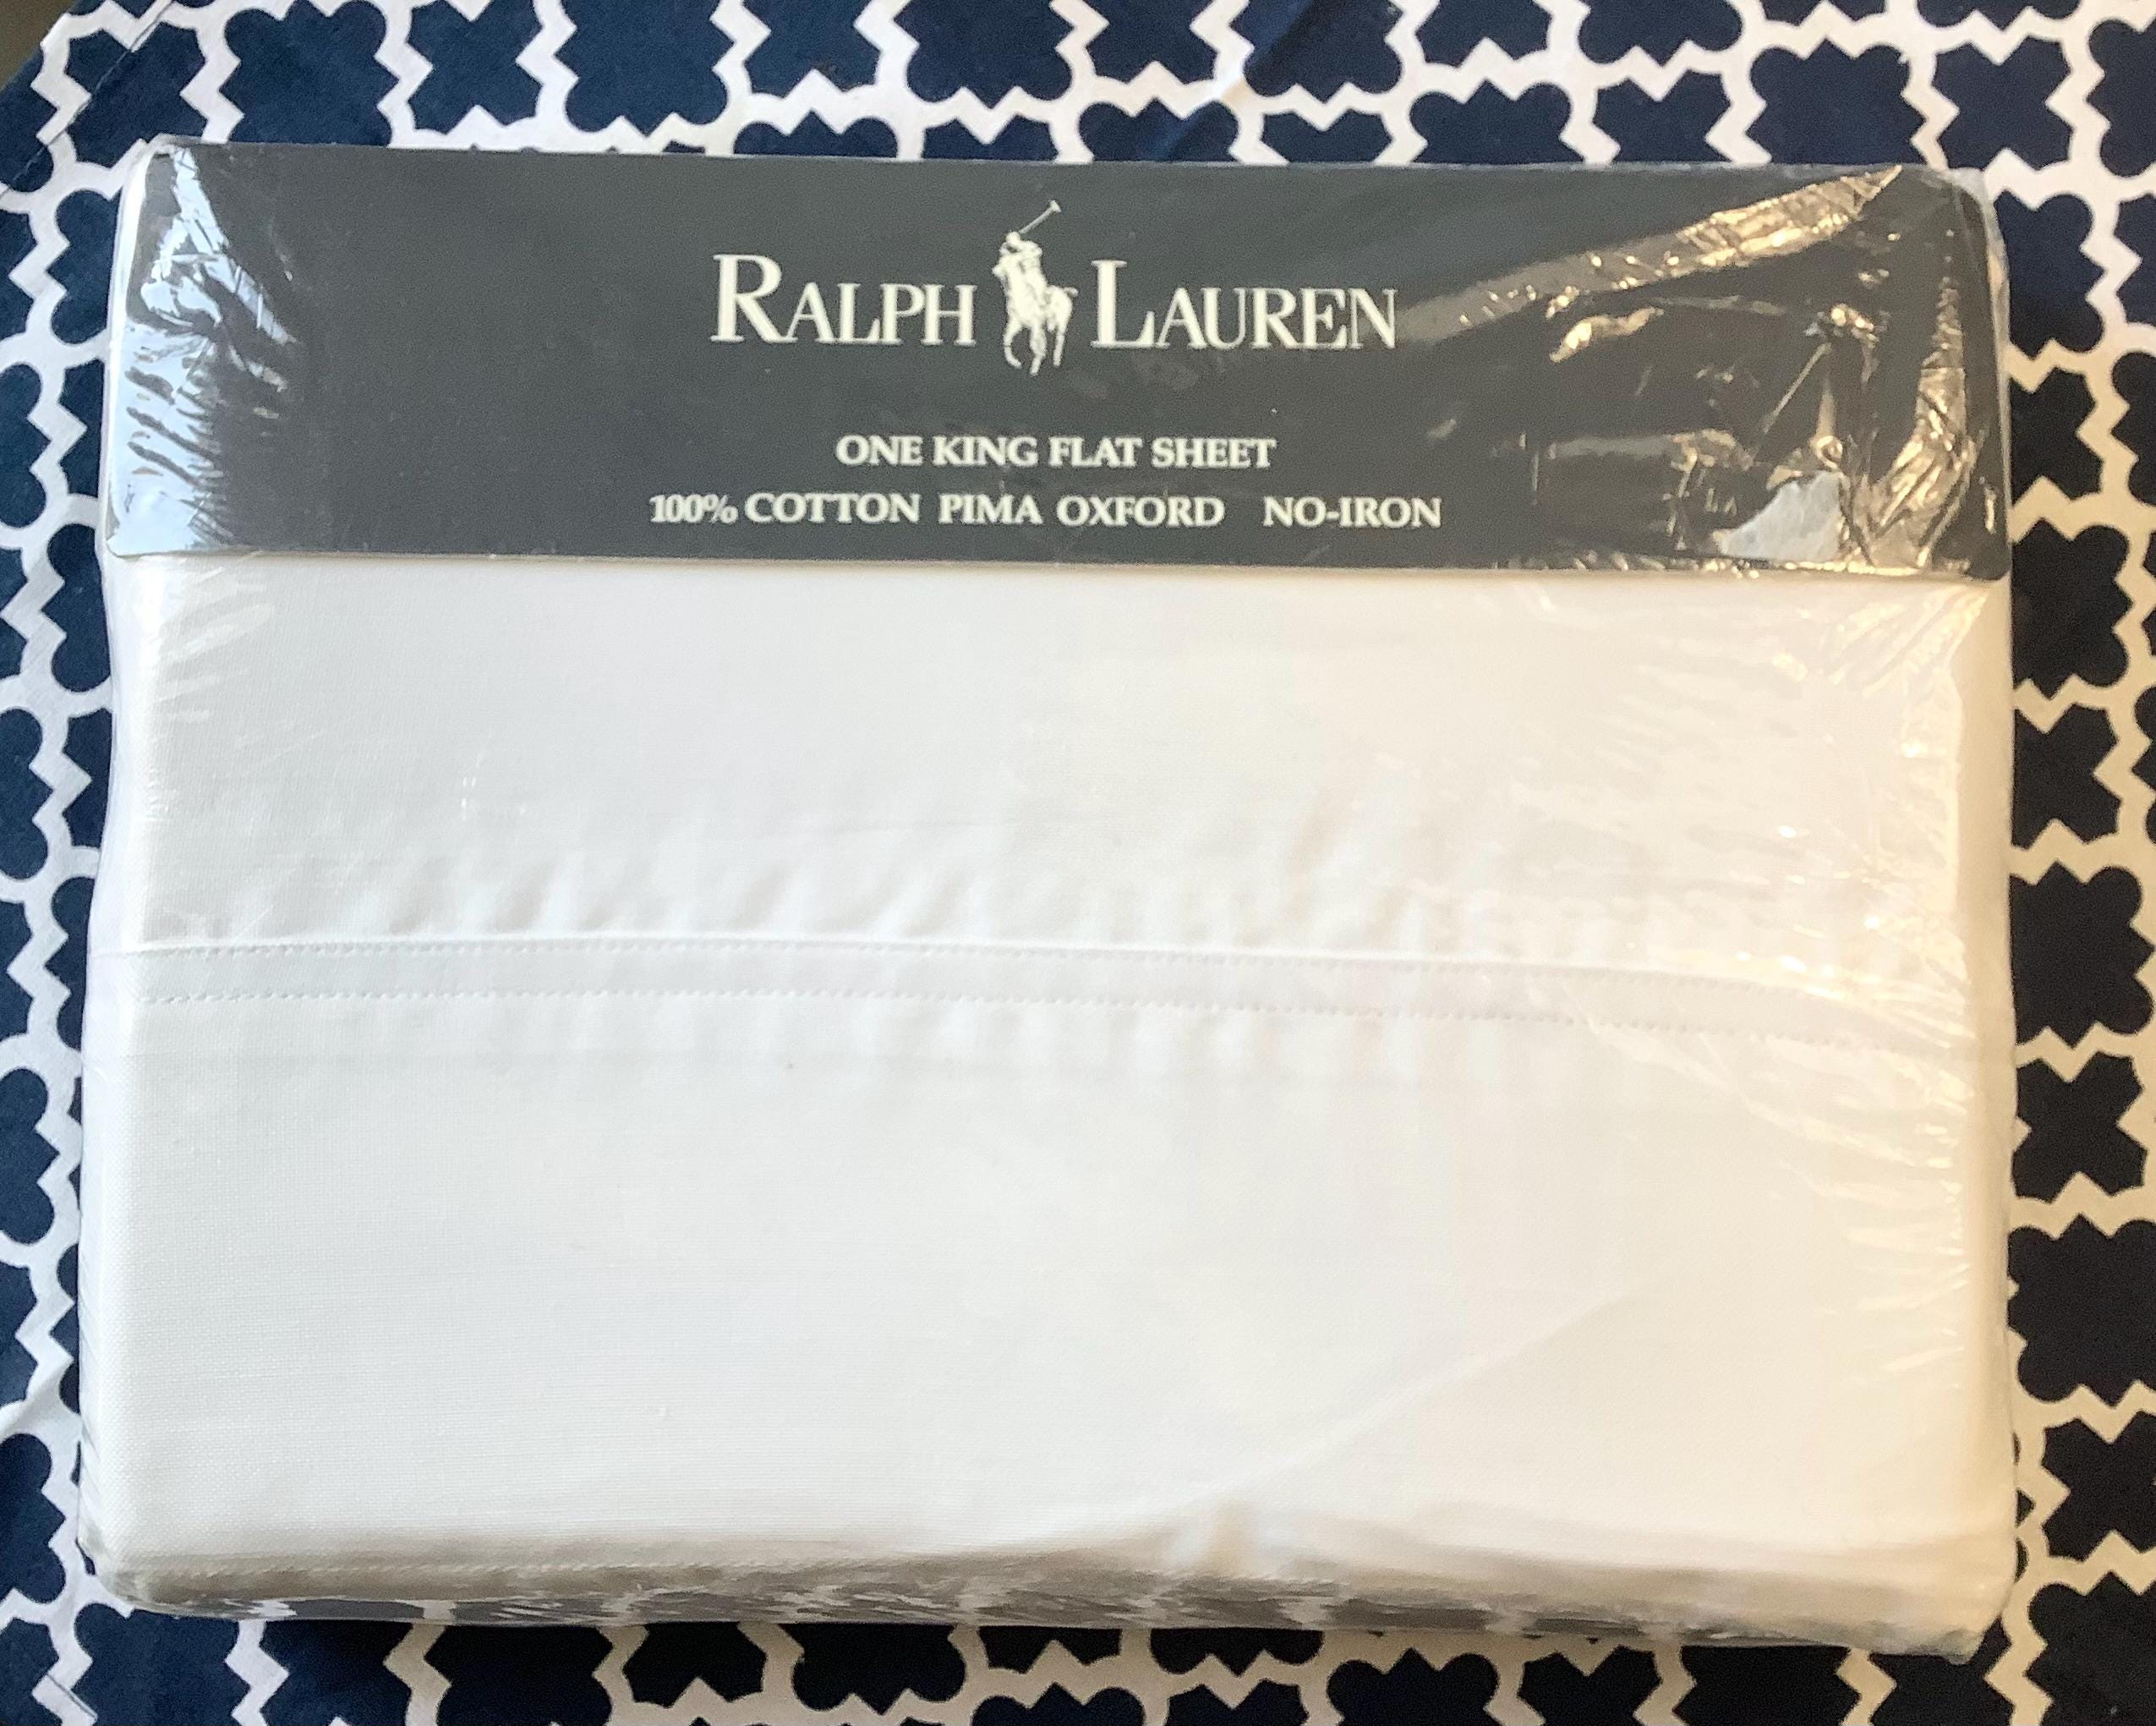 RALPH LAUREN
ONE KING FLAT SHEET
100% COTTON PIMA OXFORD NO-IRON